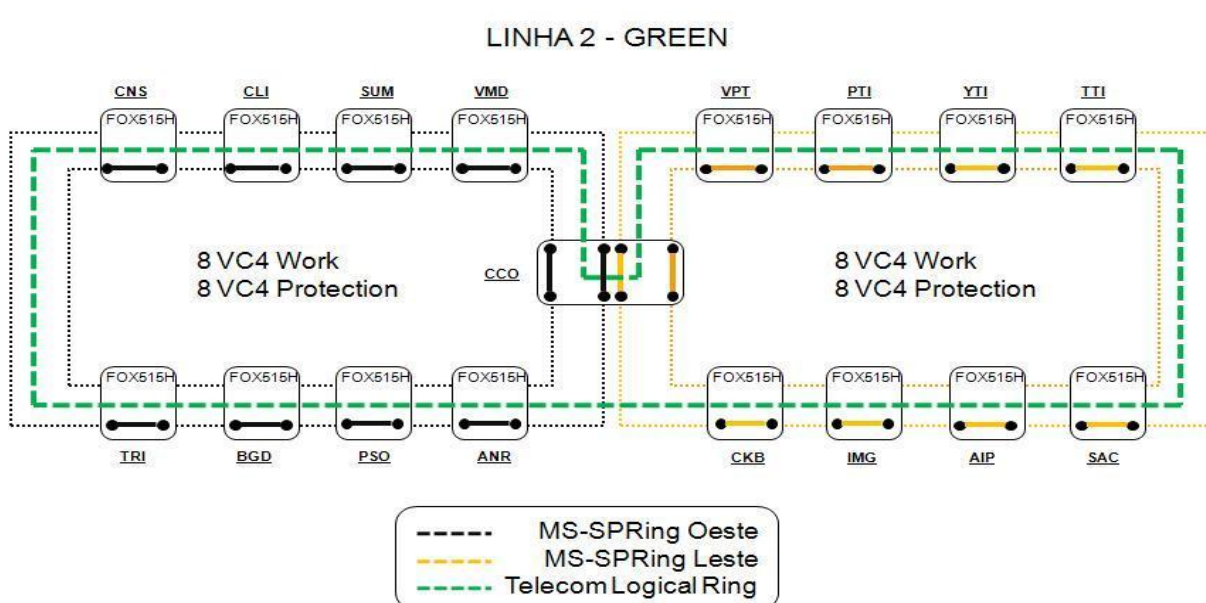 LINHA 2 - GREEN
CNS CLI SUM VMD VPT PTI YTI TTI
FOX515H FOX515H FOX515H FOX515H FOX515H FOX515H FOX515H FOX515H
8 VC4 Work
8 VC4 Protection
CCO
8 VC4 Work
8 VC4 Protection
FOX515H FOX515H FOX515H FOX515H FOX515H FOX515H FOX515H FOX515H
TRI BGD PSO ANR CKB IMG AIP SAC
MS-SPRing Oeste
MS-SPRing Leste
Telecom Logical Ring